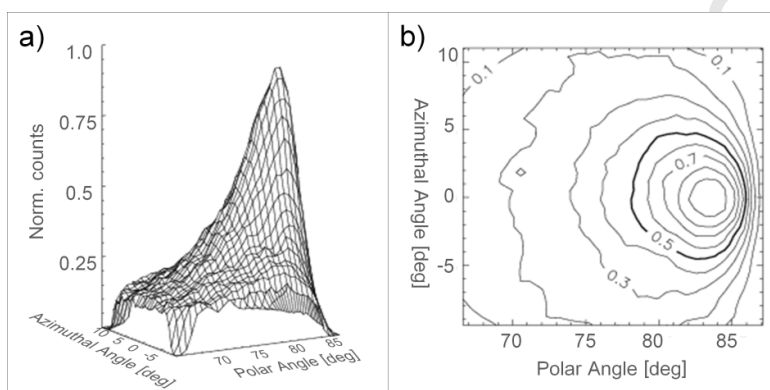 a)
Norm. counts
1.0
0.75
0.5
0.25
Azimuthal Angle [deg]
10 5 0 -5
Polar Angle [deg]
70 75 80 85
b)
Azimuthal Angle [deg]
10
5
0
-5
0.1
0.1
0.7
0.5
0.3
70 75 80 85
Polar Angle [deg]